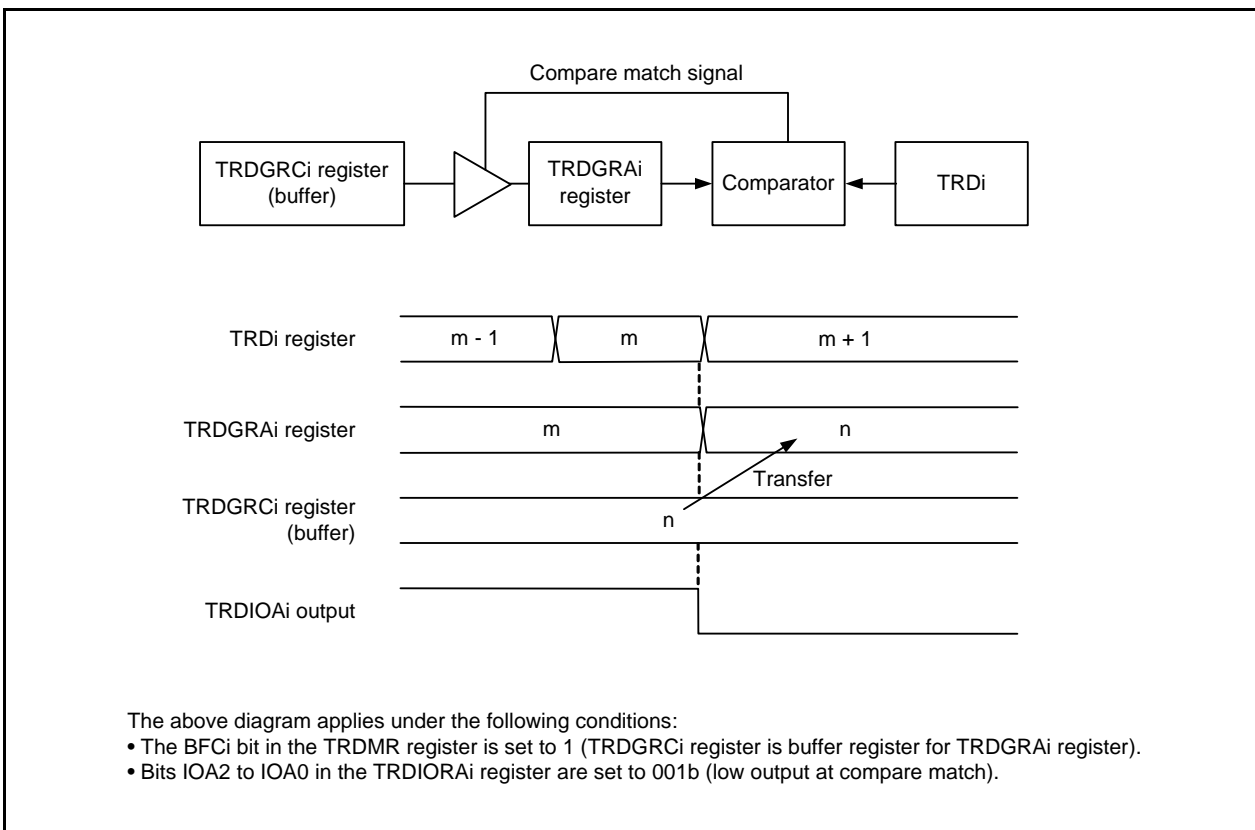 Compare match signal
TRDGRCi register
(buffer)
TRDGRAi
register
Comparator
TRDi
TRDi register
m - 1
m
m + 1
TRDGRAi register
m
n
Transfer
TRDGRCi register
(buffer)
n
TRDIOAi output
The above diagram applies under the following conditions:
• The BFCi bit in the TRDMR register is set to 1 (TRDGRCi register is buffer register for TRDGRAi register).
• Bits IOA2 to IOA0 in the TRDIORAi register are set to 001b (low output at compare match).